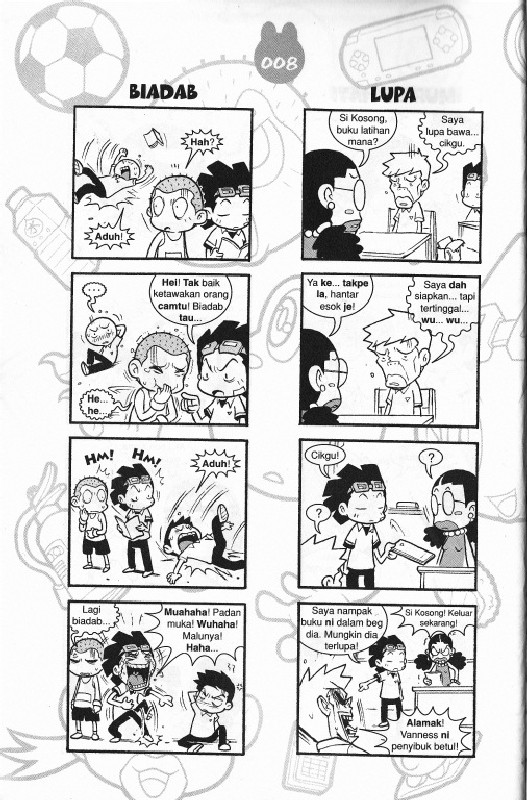 008
BIADAB
Hah?
Aduh!
...
Hei! Tak baik
ketawakan orang
camtu! Biadab
tau...
He...
he...
HM! HM!
Aduh!
Lagi
biadab...
Muahaha! Padan
muka! Wuhaha!
Malunya!
Haha...
LUPA
Si Kosong,
buku latihan
mana?
Saya
lupa bawa...
cikgu.
Ya ke... takpe
la, hantar
esok je!
Saya dah
siapkan... tapi
tertinggal...
wu... wu...
Cikgu!
?
?
Saya nampak
buku ni dalam beg
dia. Mungkin dia
terlupa!
Si Kosong! Keluar
sekarang!
Alamak!
Vanness ni
penyibuk betul!